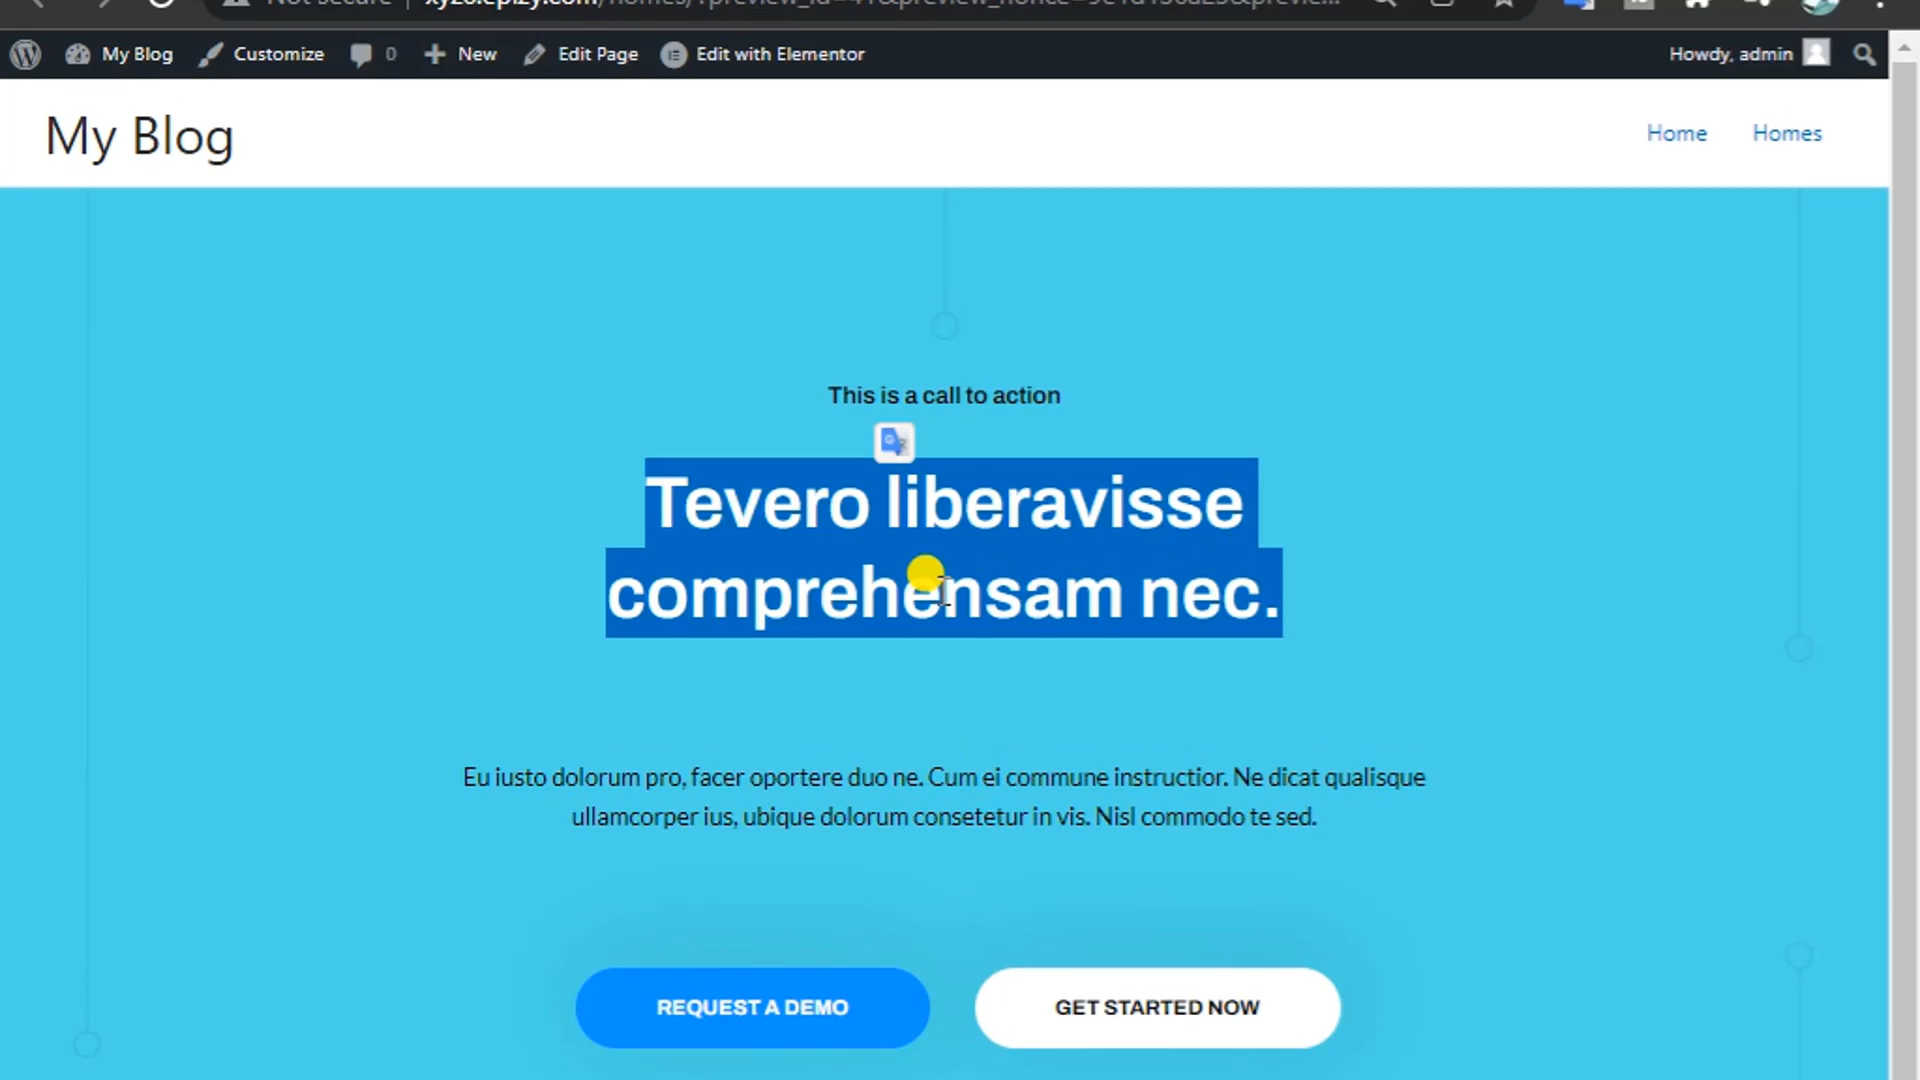 My Blog
Customize
0
New
Edit Page
Edit with Elementor
Howdy, admin
My Blog
Home
Homes
This is a call to action
Tevero liberavisse
comprehensam nec.
Eu iusto dolorum pro, facer oportere duo ne. Cum ei commune instructior. Ne dicat qualisque
ullamcorper ius, ubique dolorum consetetur in vis. Nisl commodo te sed.
REQUEST A DEMO
GET STARTED NOW